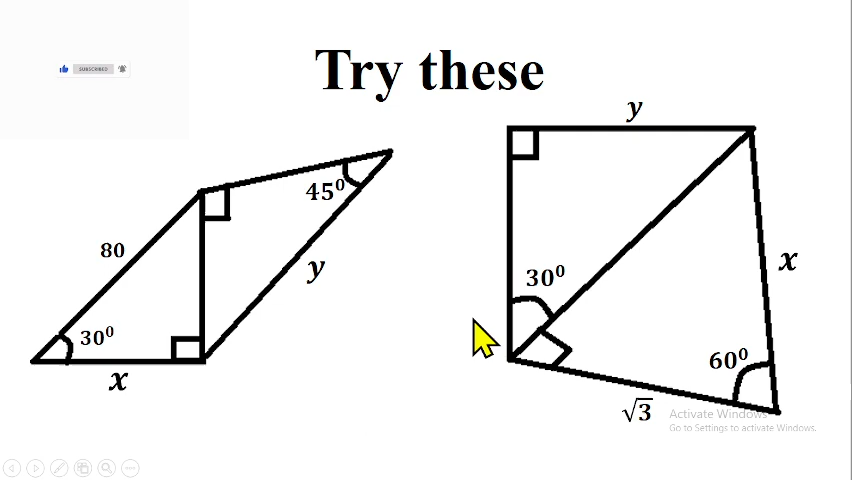 SUBSCRIBED
Try these
80
30⁰
x
45⁰
y
y
30⁰
x
60⁰
√3
Activate Windows
Go to Settings to activate Windows.